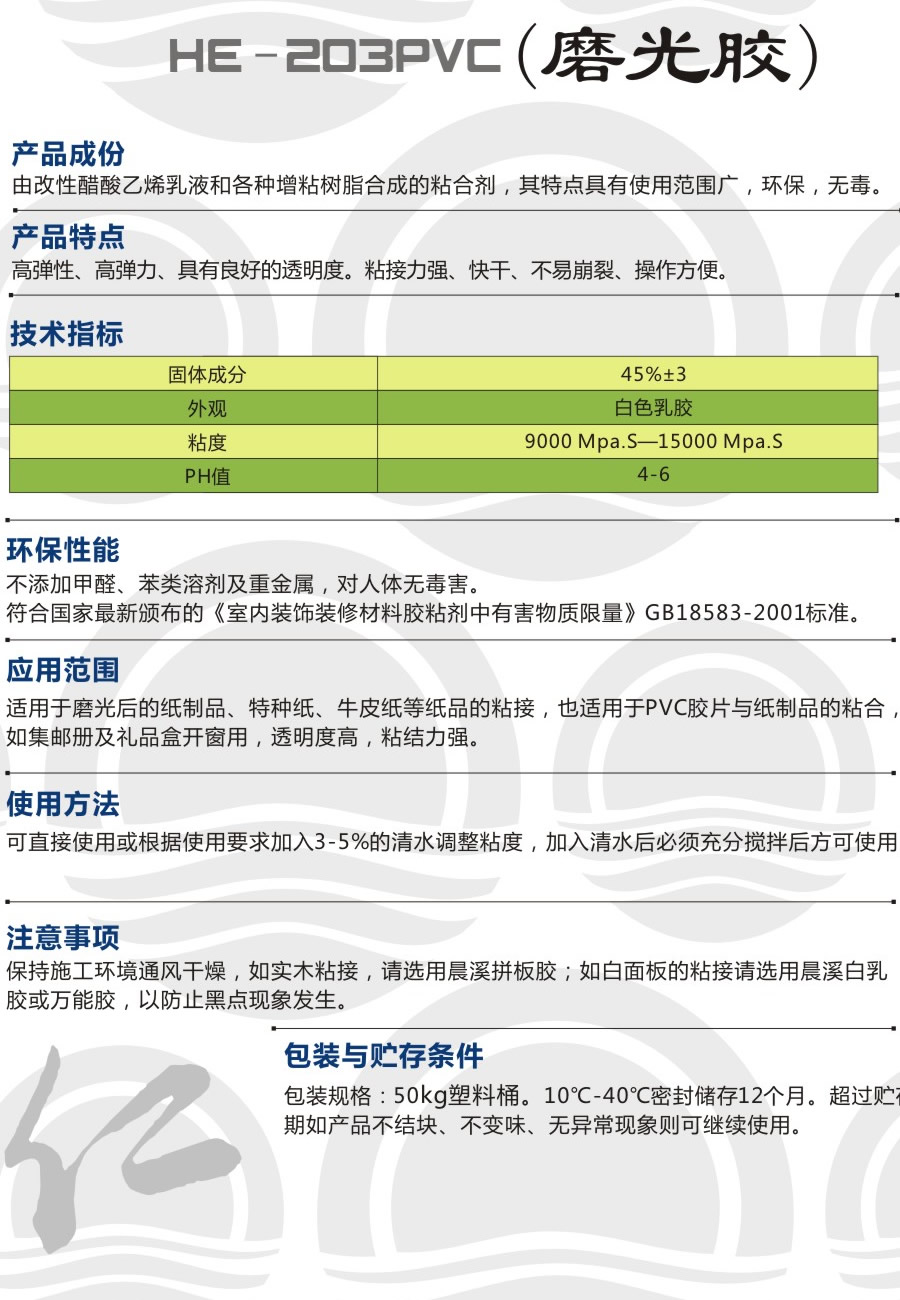 HE-203PVC(磨光胶)
产品成份
由改性醋酸乙烯乳液和各种增粘树脂合成的粘合剂，其特点具有使用范围广，环保，无毒。
产品特点
高弹性、高弹力、具有良好的透明度。粘接力强、快干、不易崩裂、操作方便。
技术指标
固体成分 45%±3
外观 白色乳胶
粘度 9000 Mpa.S—15000 Mpa.S
PH值 4-6
环保性能
不添加甲醛、苯类溶剂及重金属，对人体无毒害。
符合国家最新颁布的《室内装饰装修材料胶粘剂中有害物质限量》GB18583-2001标准。
应用范围
适用于磨光后的纸制品、特种纸、牛皮纸等纸品的粘接，也适用于PVC胶片与纸制品的粘合，
如集邮册及礼品盒开窗用，透明度高，粘结力强。
使用方法
可直接使用或根据使用要求加入3-5%的清水调整粘度，加入清水后必须充分搅拌后方可使用
注意事项
保持施工环境通风干燥，如实木粘接，请选用晨溪拼板胶；如白面板的粘接请选用晨溪白乳
胶或万能胶，以防止黑点现象发生。
包装与贮存条件
包装规格：50kg塑料桶。10℃-40℃密封储存12个月。超过贮存
期如产品不结块、不变味、无异常现象则可继续使用。